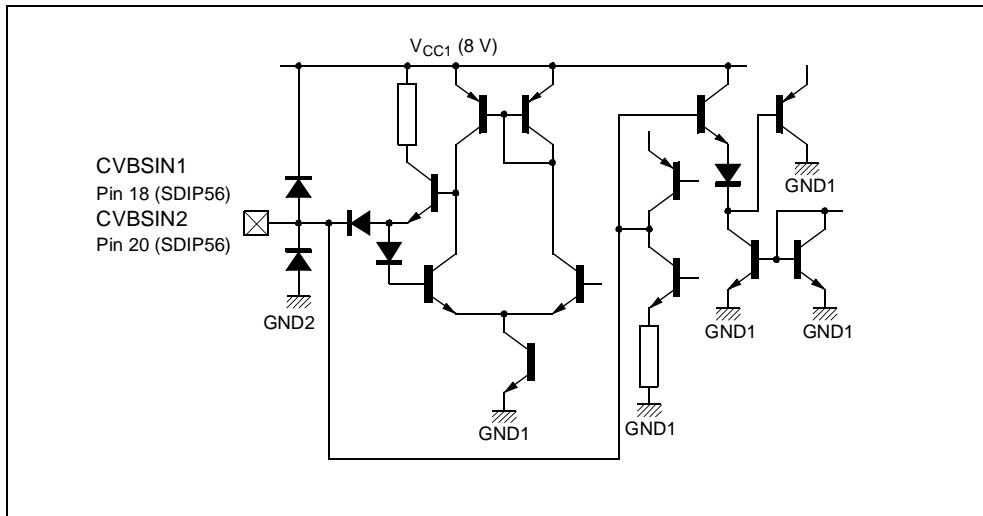 VCC1 (8 V)
CVBSIN1
Pin 18 (SDIP56)
CVBSIN2
Pin 20 (SDIP56)
GND2
GND1
GND1
GND1
GND1
GND1